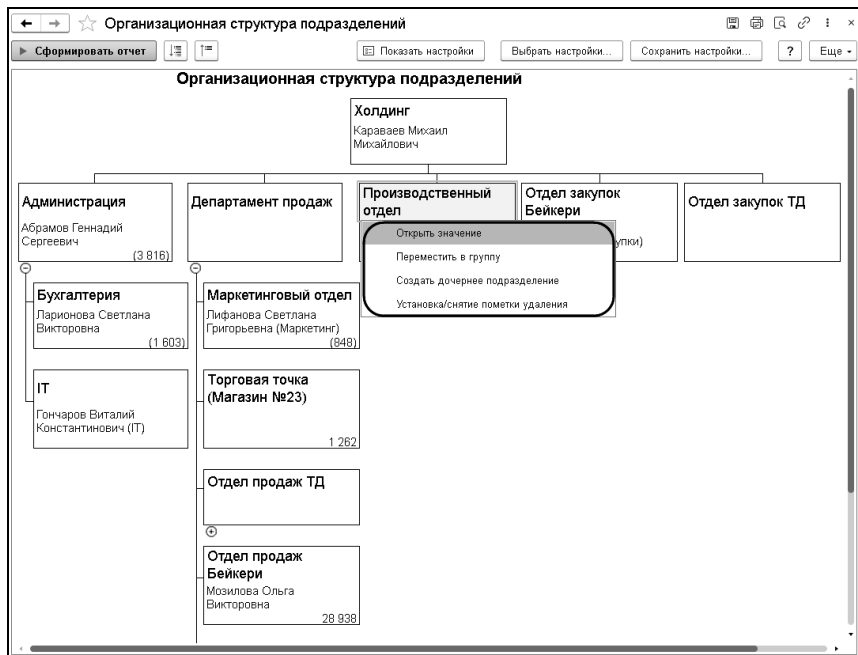 Организационная структура подразделений
Сформировать отчет
Показать настройки
Выбрать настройки...
Сохранить настройки...
?
Еще
Организационная структура подразделений
Холдинг
Караваев Михаил
Михайлович
Администрация
Абрамов Геннадий
Сергеевич
(3 816)
Департамент продаж
Производственный
отдел
Отдел закупок
Бейкери
упки)
Отдел закупок ТД
Открыть значение
Переместить в группу
Создать дочернее подразделение
Установка/снятие пометки удаления
Бухгалтерия
Ларионова Светлана
Викторовна
(1 603)
Маркетинговый отдел
Лифанова Светлана
Григорьевна (Маркетинг)
(848)
IT
Гончаров Виталий
Константинович (IT)
Торговая точка
(Магазин №23)
1 262
Отдел продаж ТД
Отдел продаж
Бейкери
Мозилова Ольга
Викторовна
28 938